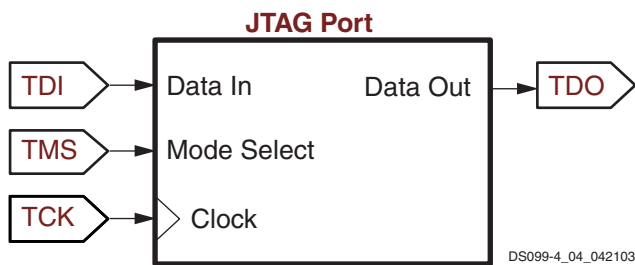 JTAG Port
TDI Data In Data Out TDO
TMS Mode Select
TCK Clock
DS099-4_04_042103